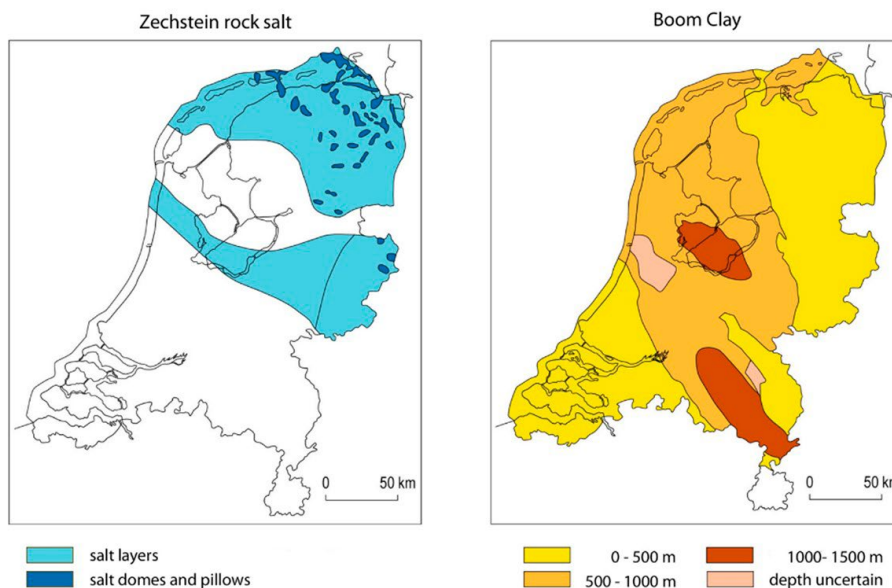 Zechstein rock salt
Boom Clay
0 50 km
0 50 km
salt layers
salt domes and pillows
0 - 500 m
500 - 1000 m
1000- 1500 m
depth uncertain